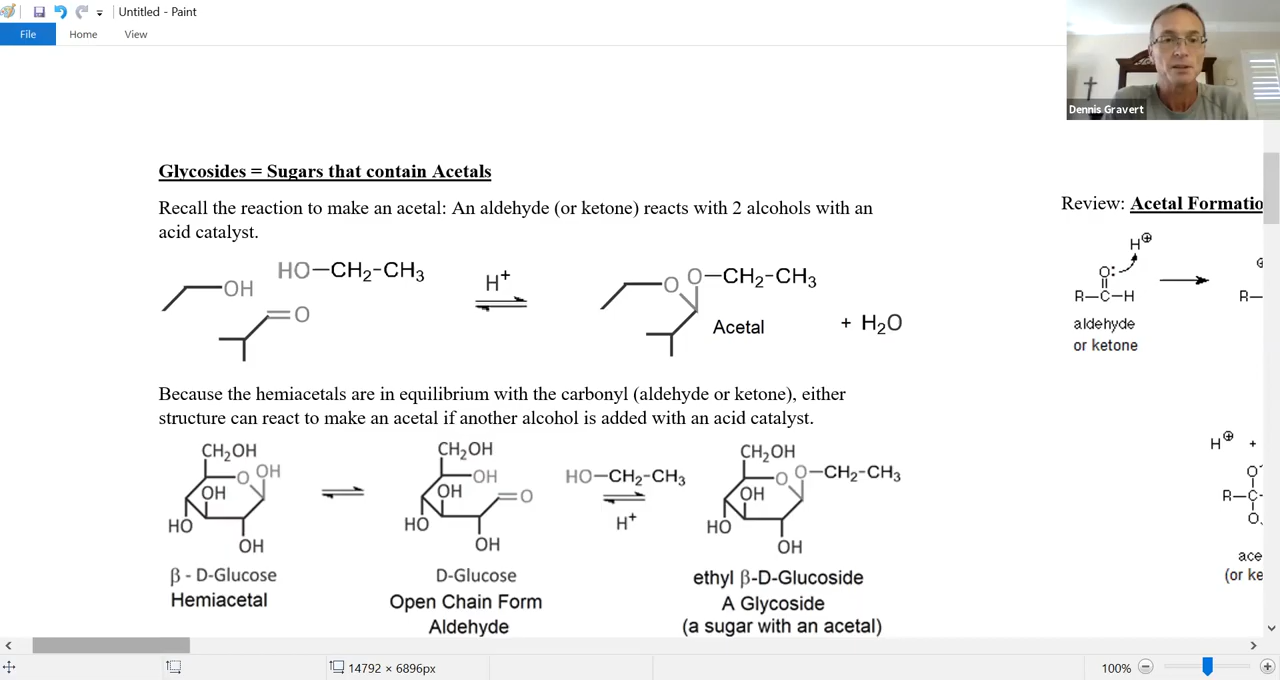 Untitled - Paint
File Home View
Dennis Gravert
Glycosides = Sugars that contain Acetals
Recall the reaction to make an acetal: An aldehyde (or ketone) reacts with 2 alcohols with an
acid catalyst.
OH
HO—CH2-CH3
O
H+
O O—CH2-CH3
Acetal
+ H2O
Review: Acetal Formatio
H⊕
O:
R—C—H
R—
aldehyde
or ketone
Because the hemiacetals are in equilibrium with the carbonyl (aldehyde or ketone), either
structure can react to make an acetal if another alcohol is added with an acid catalyst.
CH2OH
O OH
OH
HO
OH
β - D-Glucose
Hemiacetal
CH2OH
OH
OH
O
HO
OH
D-Glucose
Open Chain Form
Aldehyde
HO—CH2-CH3
H+
CH2OH
O O—CH2-CH3
OH
HO
OH
ethyl β-D-Glucoside
A Glycoside
(a sugar with an acetal)
H⊕ +
O
R—C
O
ace
(or ke
14792 × 6896px
100%